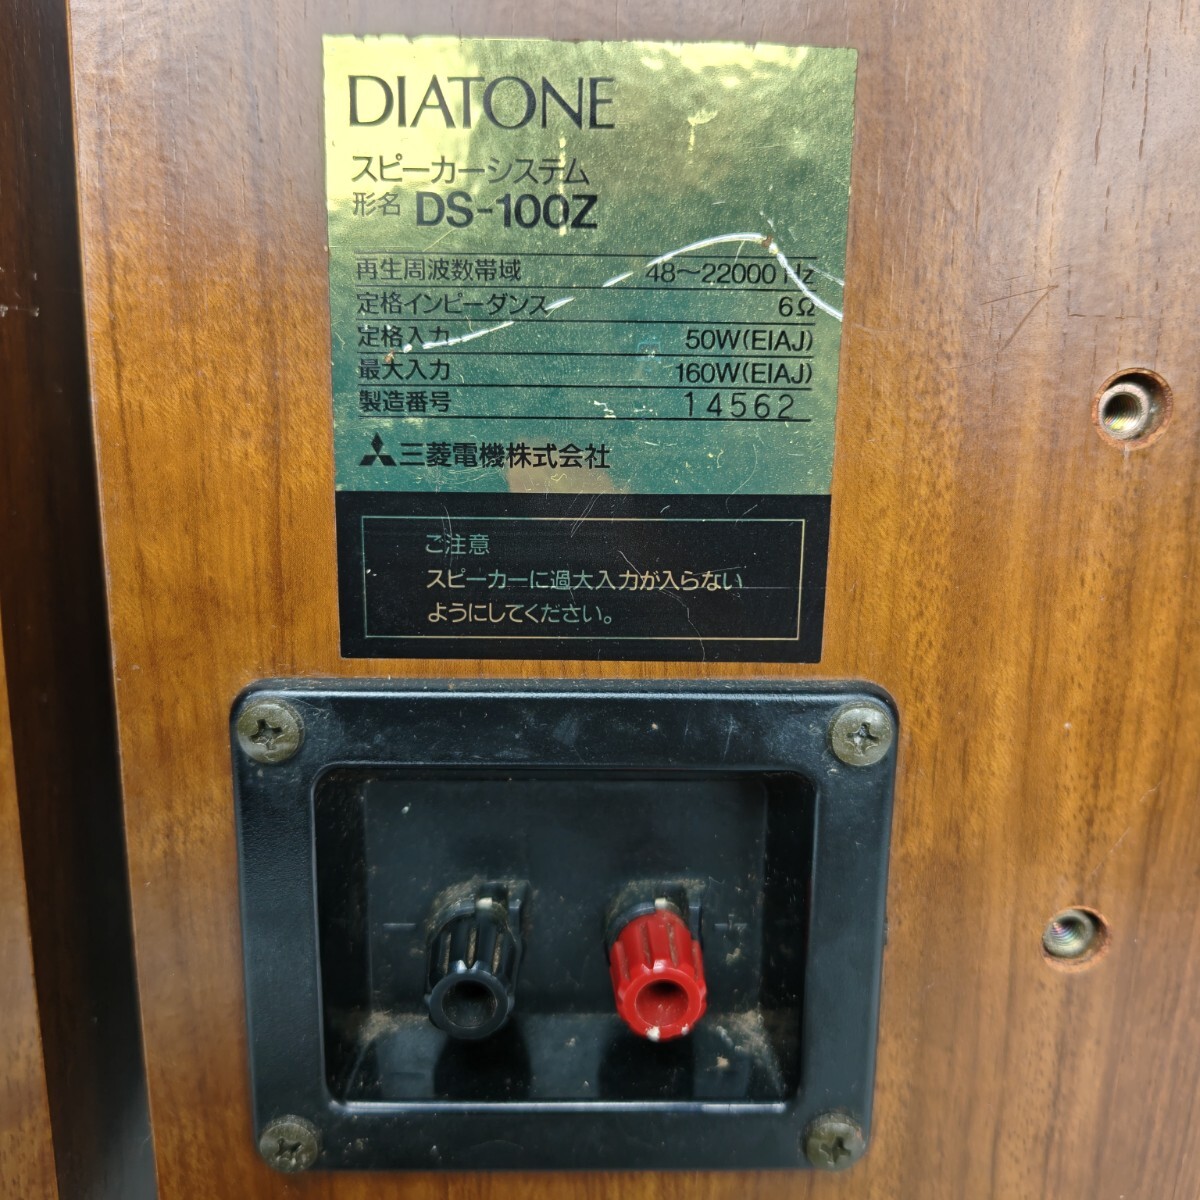 DIATONE
スピーカーシステム
形名 DS-100Z
再生周波数帯域 48〜22000 Hz
定格インピーダンス 6Ω
定格入力 50W(EIAJ)
最大入力 160W(EIAJ)
製造番号 14562
三菱電機株式会社
ご注意
スピーカーに過大入力が入らない
ようにしてください。
− +